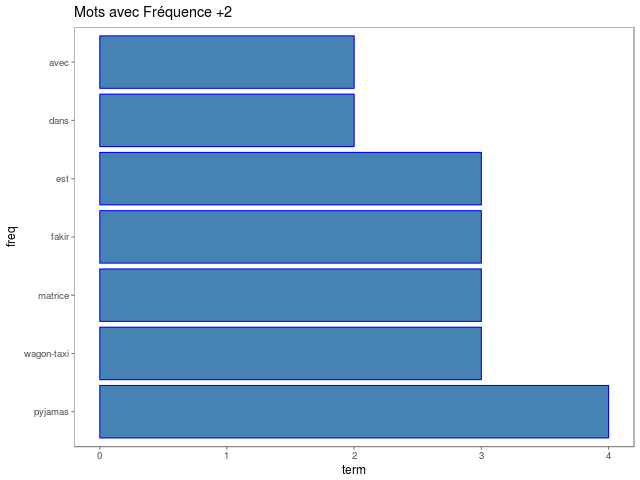 Mots avec Fréquence +2
avec
dans
est
fakir
matrice
wagon-taxi
pyjamas
freq
0 1 2 3 4
term